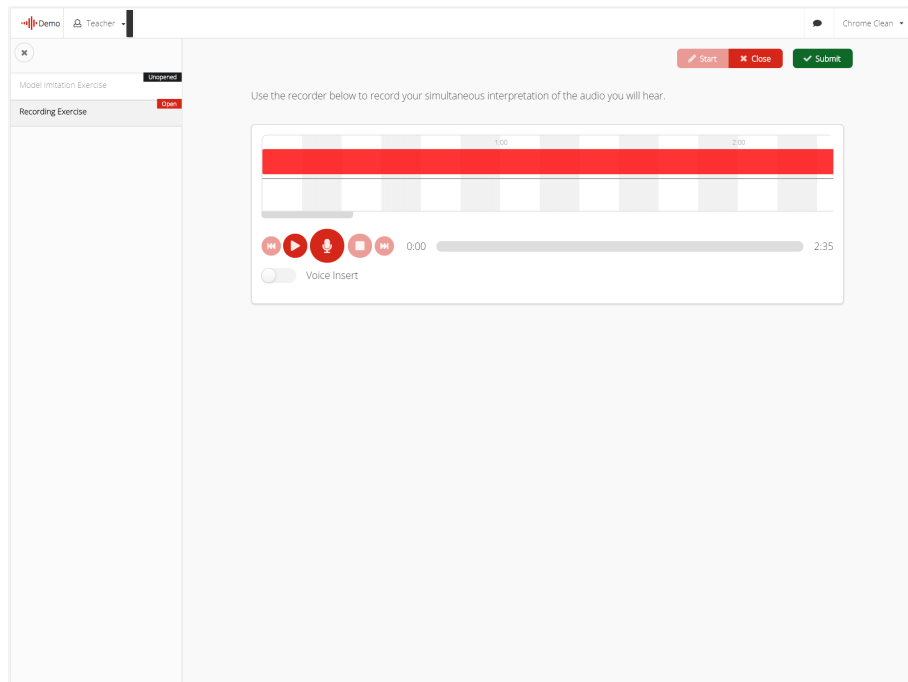 Demo Teacher Chrome Clean
Start Close Submit
Unopened
Model Imitation Exercise
Open
Recording Exercise
Use the recorder below to record your simultaneous interpretation of the audio you will hear.
1:00 2:00
0:00 2:35
Voice Insert